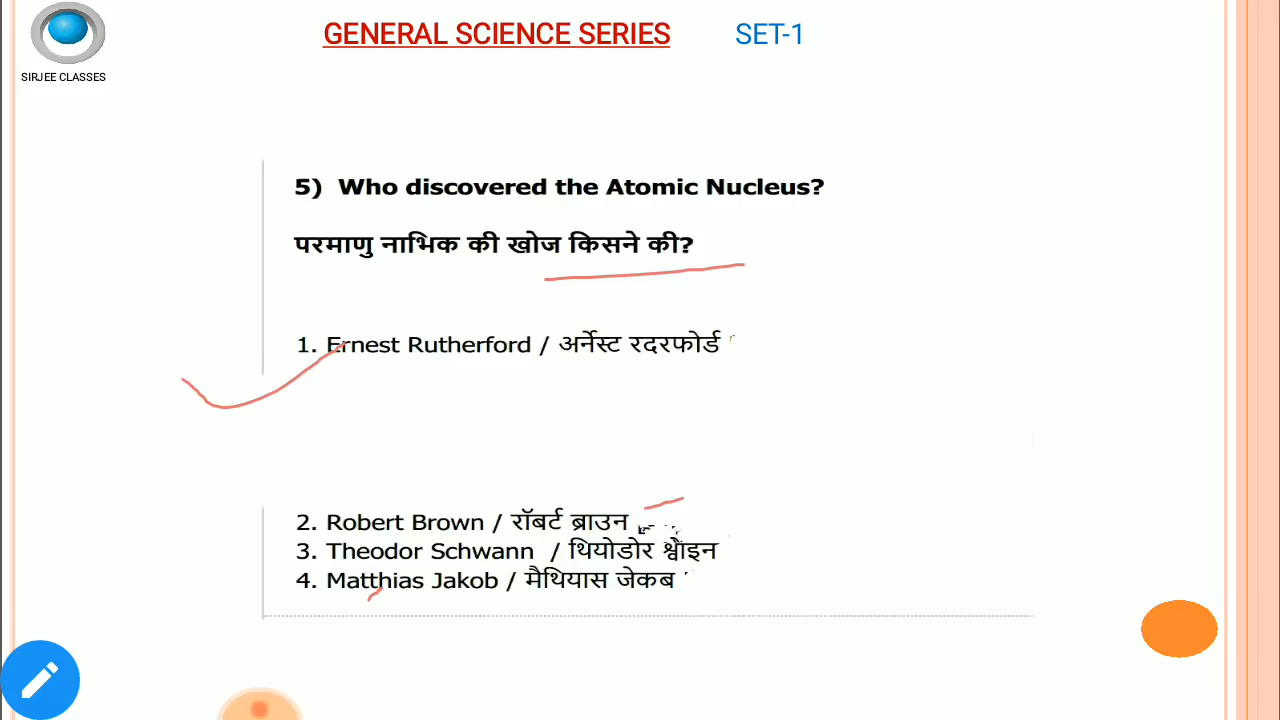 GENERAL SCIENCE SERIES SET-1
SIRJEE CLASSES
5) Who discovered the Atomic Nucleus?
परमाणु नाभिक की खोज किसने की?
1. Ernest Rutherford / अर्नेस्ट रदरफोर्ड
2. Robert Brown / रॉबर्ट ब्राउन
3. Theodor Schwann / थियोडोर श्वाइन
4. Matthias Jakob / मैथियास जेकब